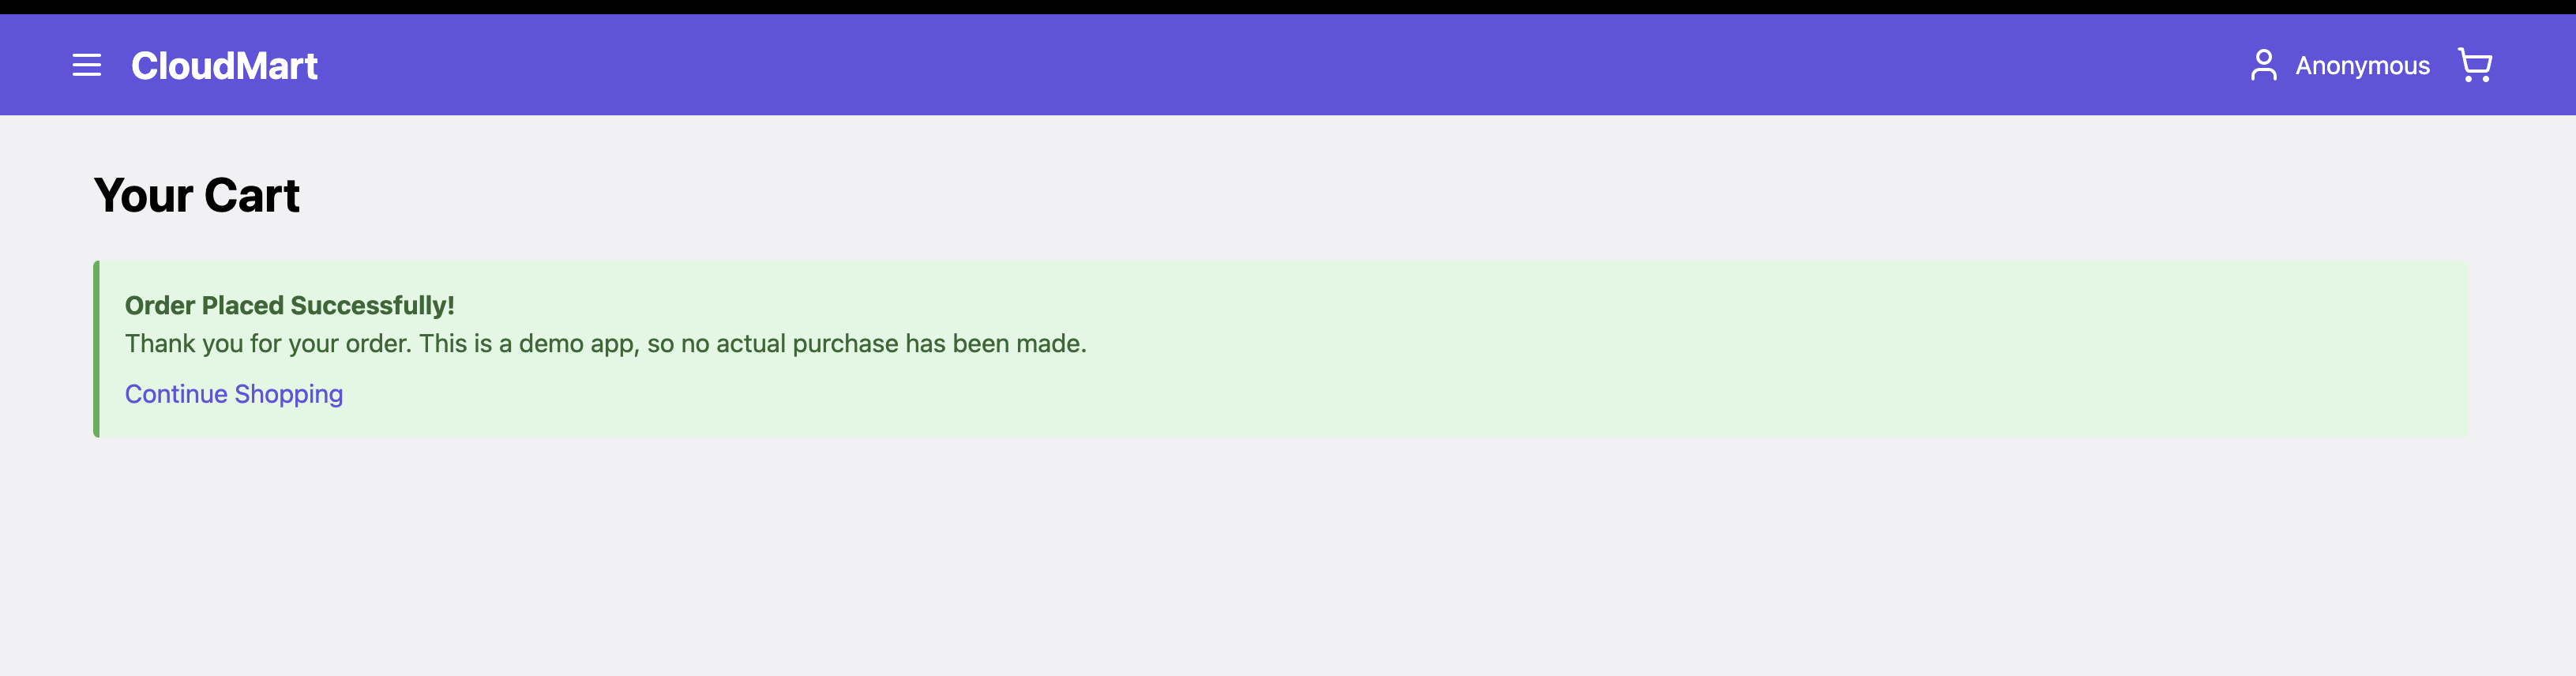 CloudMart
Anonymous
Your Cart
Order Placed Successfully!
Thank you for your order. This is a demo app, so no actual purchase has been made.
Continue Shopping